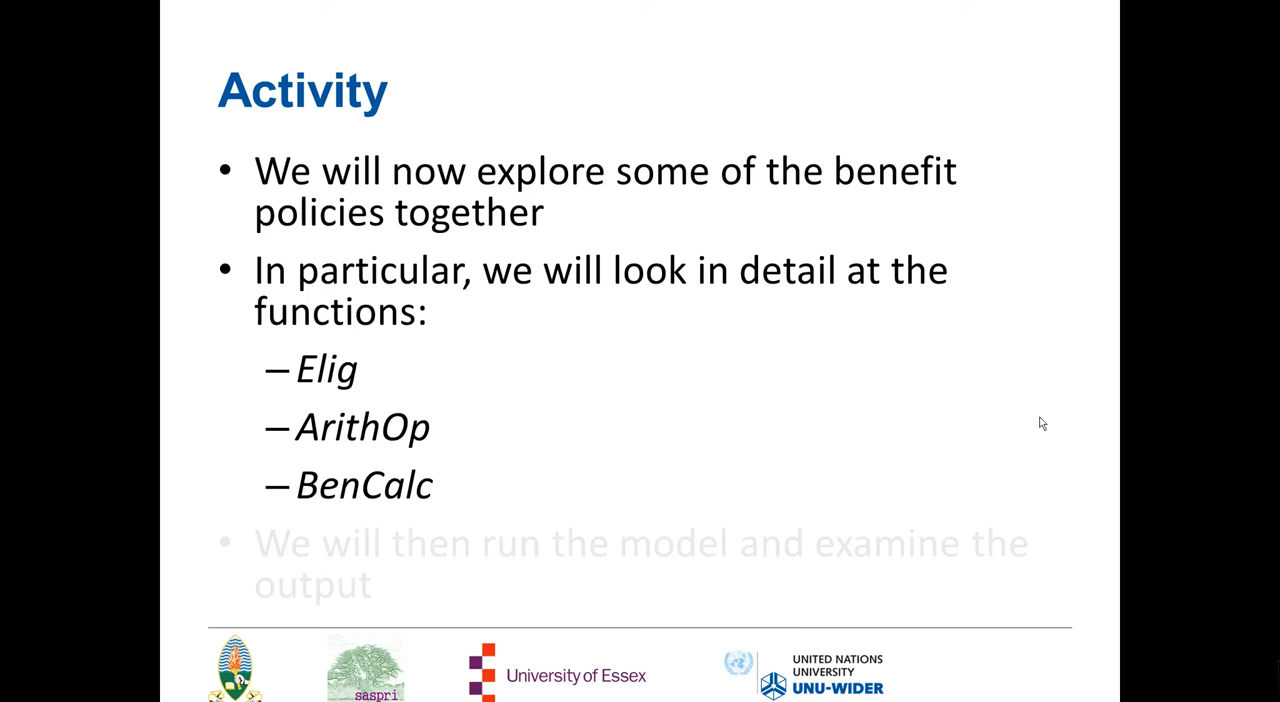 Activity
• We will now explore some of the benefit
policies together
• In particular, we will look in detail at the
functions:
– Elig
– ArithOp
– BenCalc
• We will then run the model and examine the
output
saspri
University of Essex
UNITED NATIONS
UNIVERSITY
UNU-WIDER